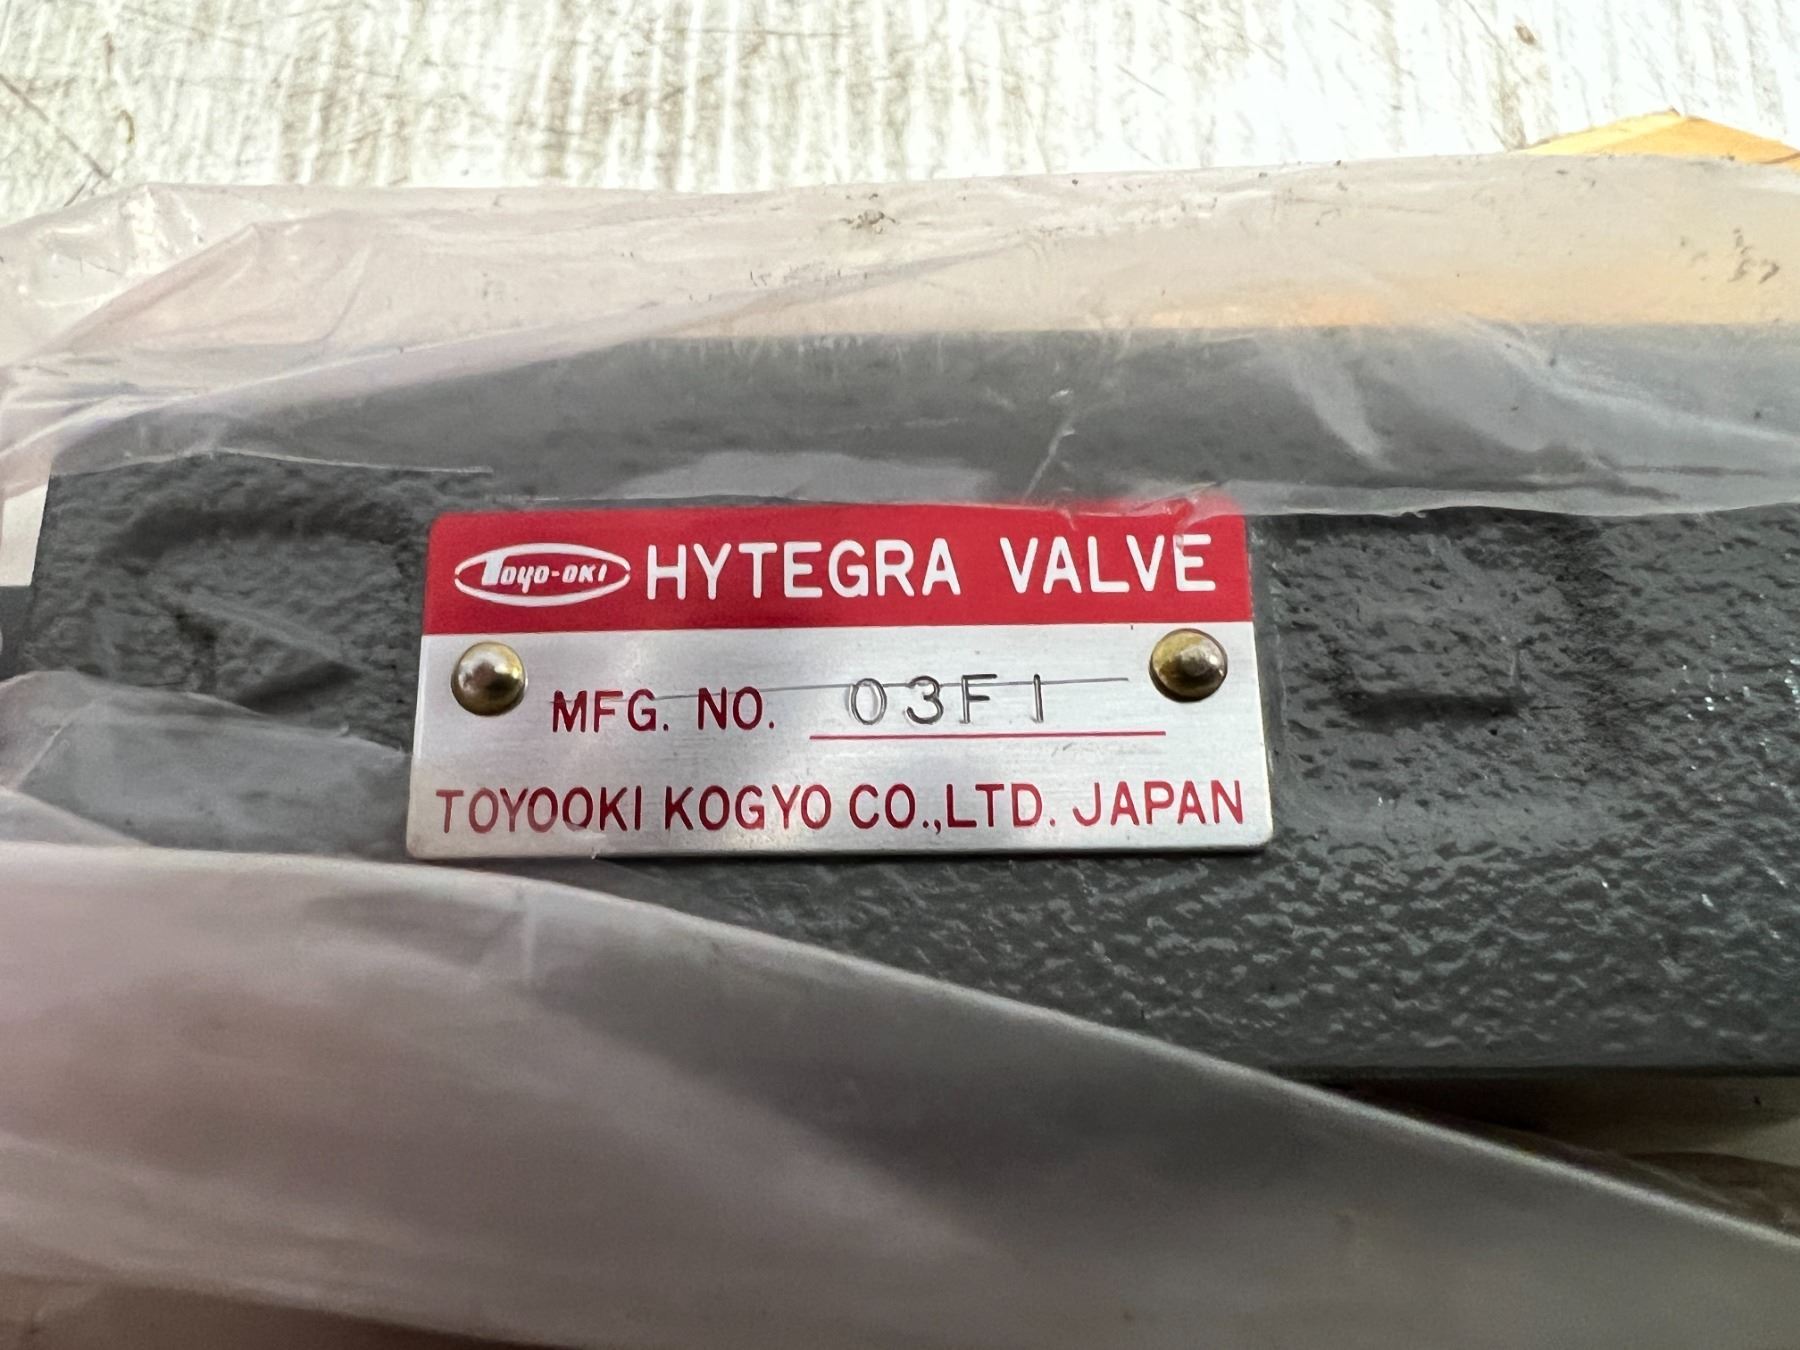 TOYO-OKI HYTEGRA VALVE
MFG. NO. 03F1
TOYOOKI KOGYO CO.,LTD. JAPAN